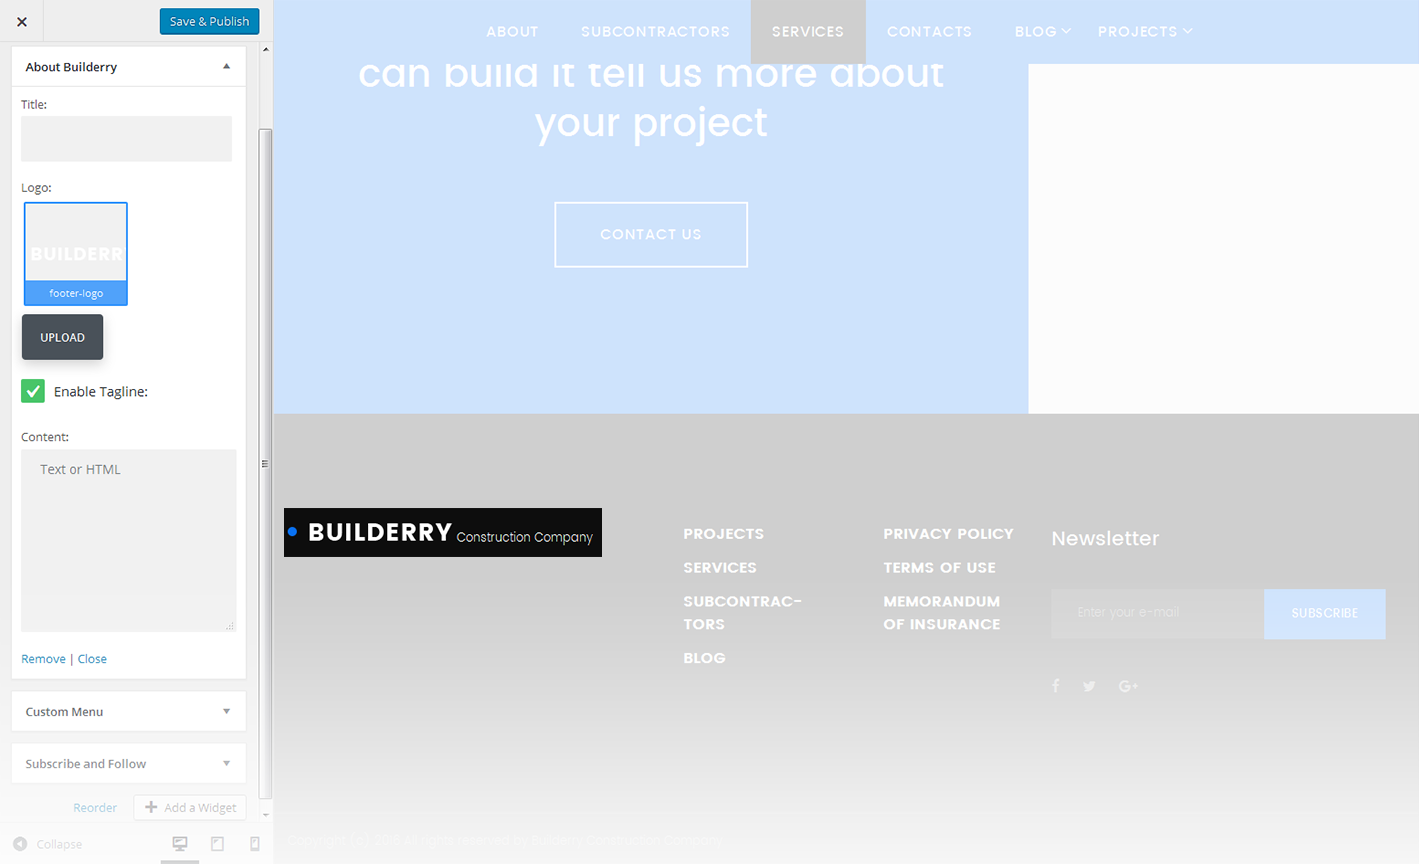 Save & Publish
About Builderry
Title:
Logo:
BUILDERR
footer-logo
UPLOAD
Enable Tagline:
Content:
Text or HTML
Remove | Close
Custom Menu
Subscribe and Follow
Reorder
Add a Widget
Collapse
ABOUT SUBCONTRACTORS SERVICES CONTACTS BLOG PROJECTS
can build it tell us more about
your project
CONTACT US
BUILDERRY Construction Company
PROJECTS
SERVICES
SUBCONTRAC-
TORS
BLOG
PRIVACY POLICY
TERMS OF USE
MEMORANDUM
OF INSURANCE
Newsletter
Enter your e-mail
SUBSCRIBE